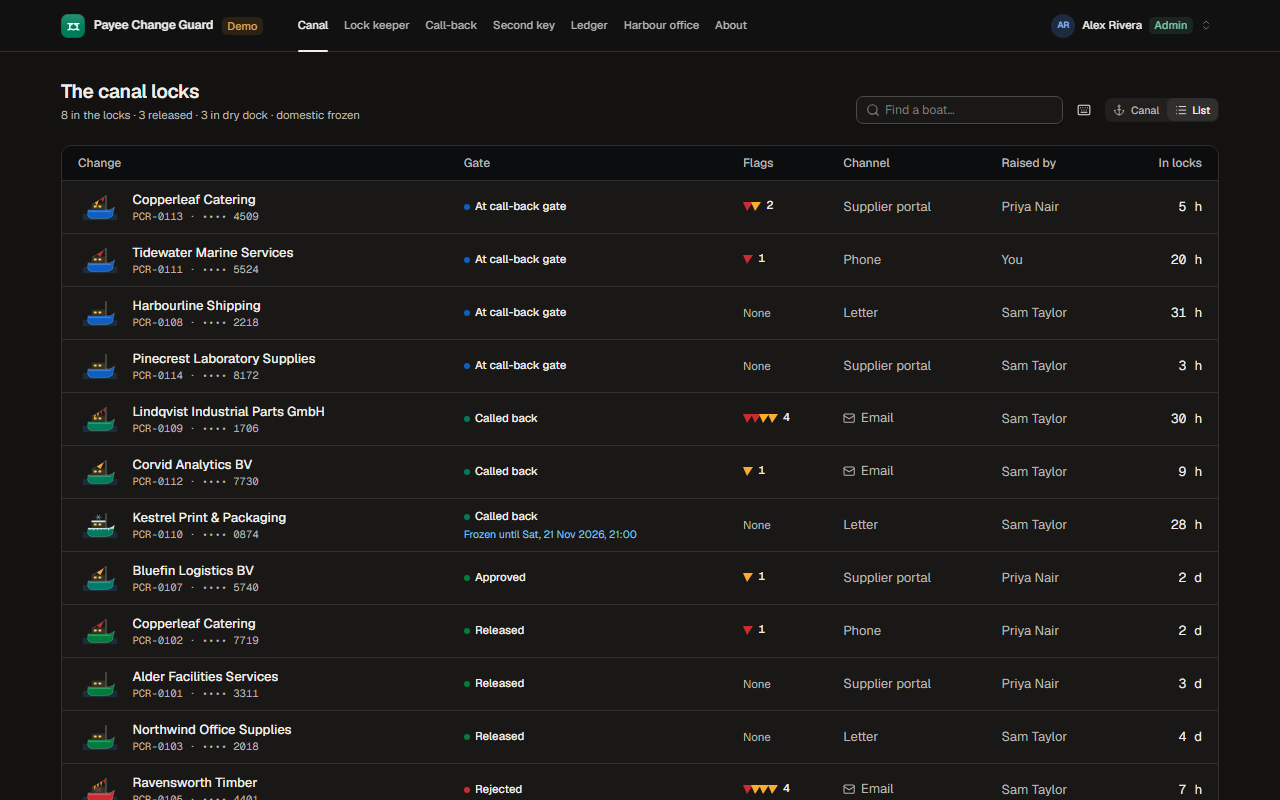 Payee Change Guard Demo Canal Lock keeper Call-back Second key Ledger Harbour office About AR Alex Rivera Admin
The canal locks
8 in the locks · 3 released · 3 in dry dock · domestic frozen
Find a boat... Canal List
Change Gate Flags Channel Raised by In locks
Copperleaf Catering
PCR-0113 · •••• 4509
At call-back gate 2 Supplier portal Priya Nair 5 h
Tidewater Marine Services
PCR-0111 · •••• 5524
At call-back gate 1 Phone You 20 h
Harbourline Shipping
PCR-0108 · •••• 2218
At call-back gate None Letter Sam Taylor 31 h
Pinecrest Laboratory Supplies
PCR-0114 · •••• 8172
At call-back gate None Supplier portal Sam Taylor 3 h
Lindqvist Industrial Parts GmbH
PCR-0109 · •••• 1706
Called back 4 Email Sam Taylor 30 h
Corvid Analytics BV
PCR-0112 · •••• 7730
Called back 1 Email Sam Taylor 9 h
Kestrel Print & Packaging
PCR-0110 · •••• 0874
Called back
Frozen until Sat, 21 Nov 2026, 21:00
None Letter Sam Taylor 28 h
Bluefin Logistics BV
PCR-0107 · •••• 5740
Approved 1 Supplier portal Priya Nair 2 d
Copperleaf Catering
PCR-0102 · •••• 7719
Released 1 Phone Priya Nair 2 d
Alder Facilities Services
PCR-0101 · •••• 3311
Released None Supplier portal Priya Nair 3 d
Northwind Office Supplies
PCR-0103 · •••• 2018
Released None Letter Sam Taylor 4 d
Ravensworth Timber
PCR-0105 · •••• 4401
Rejected 4 Email Sam Taylor 7 h